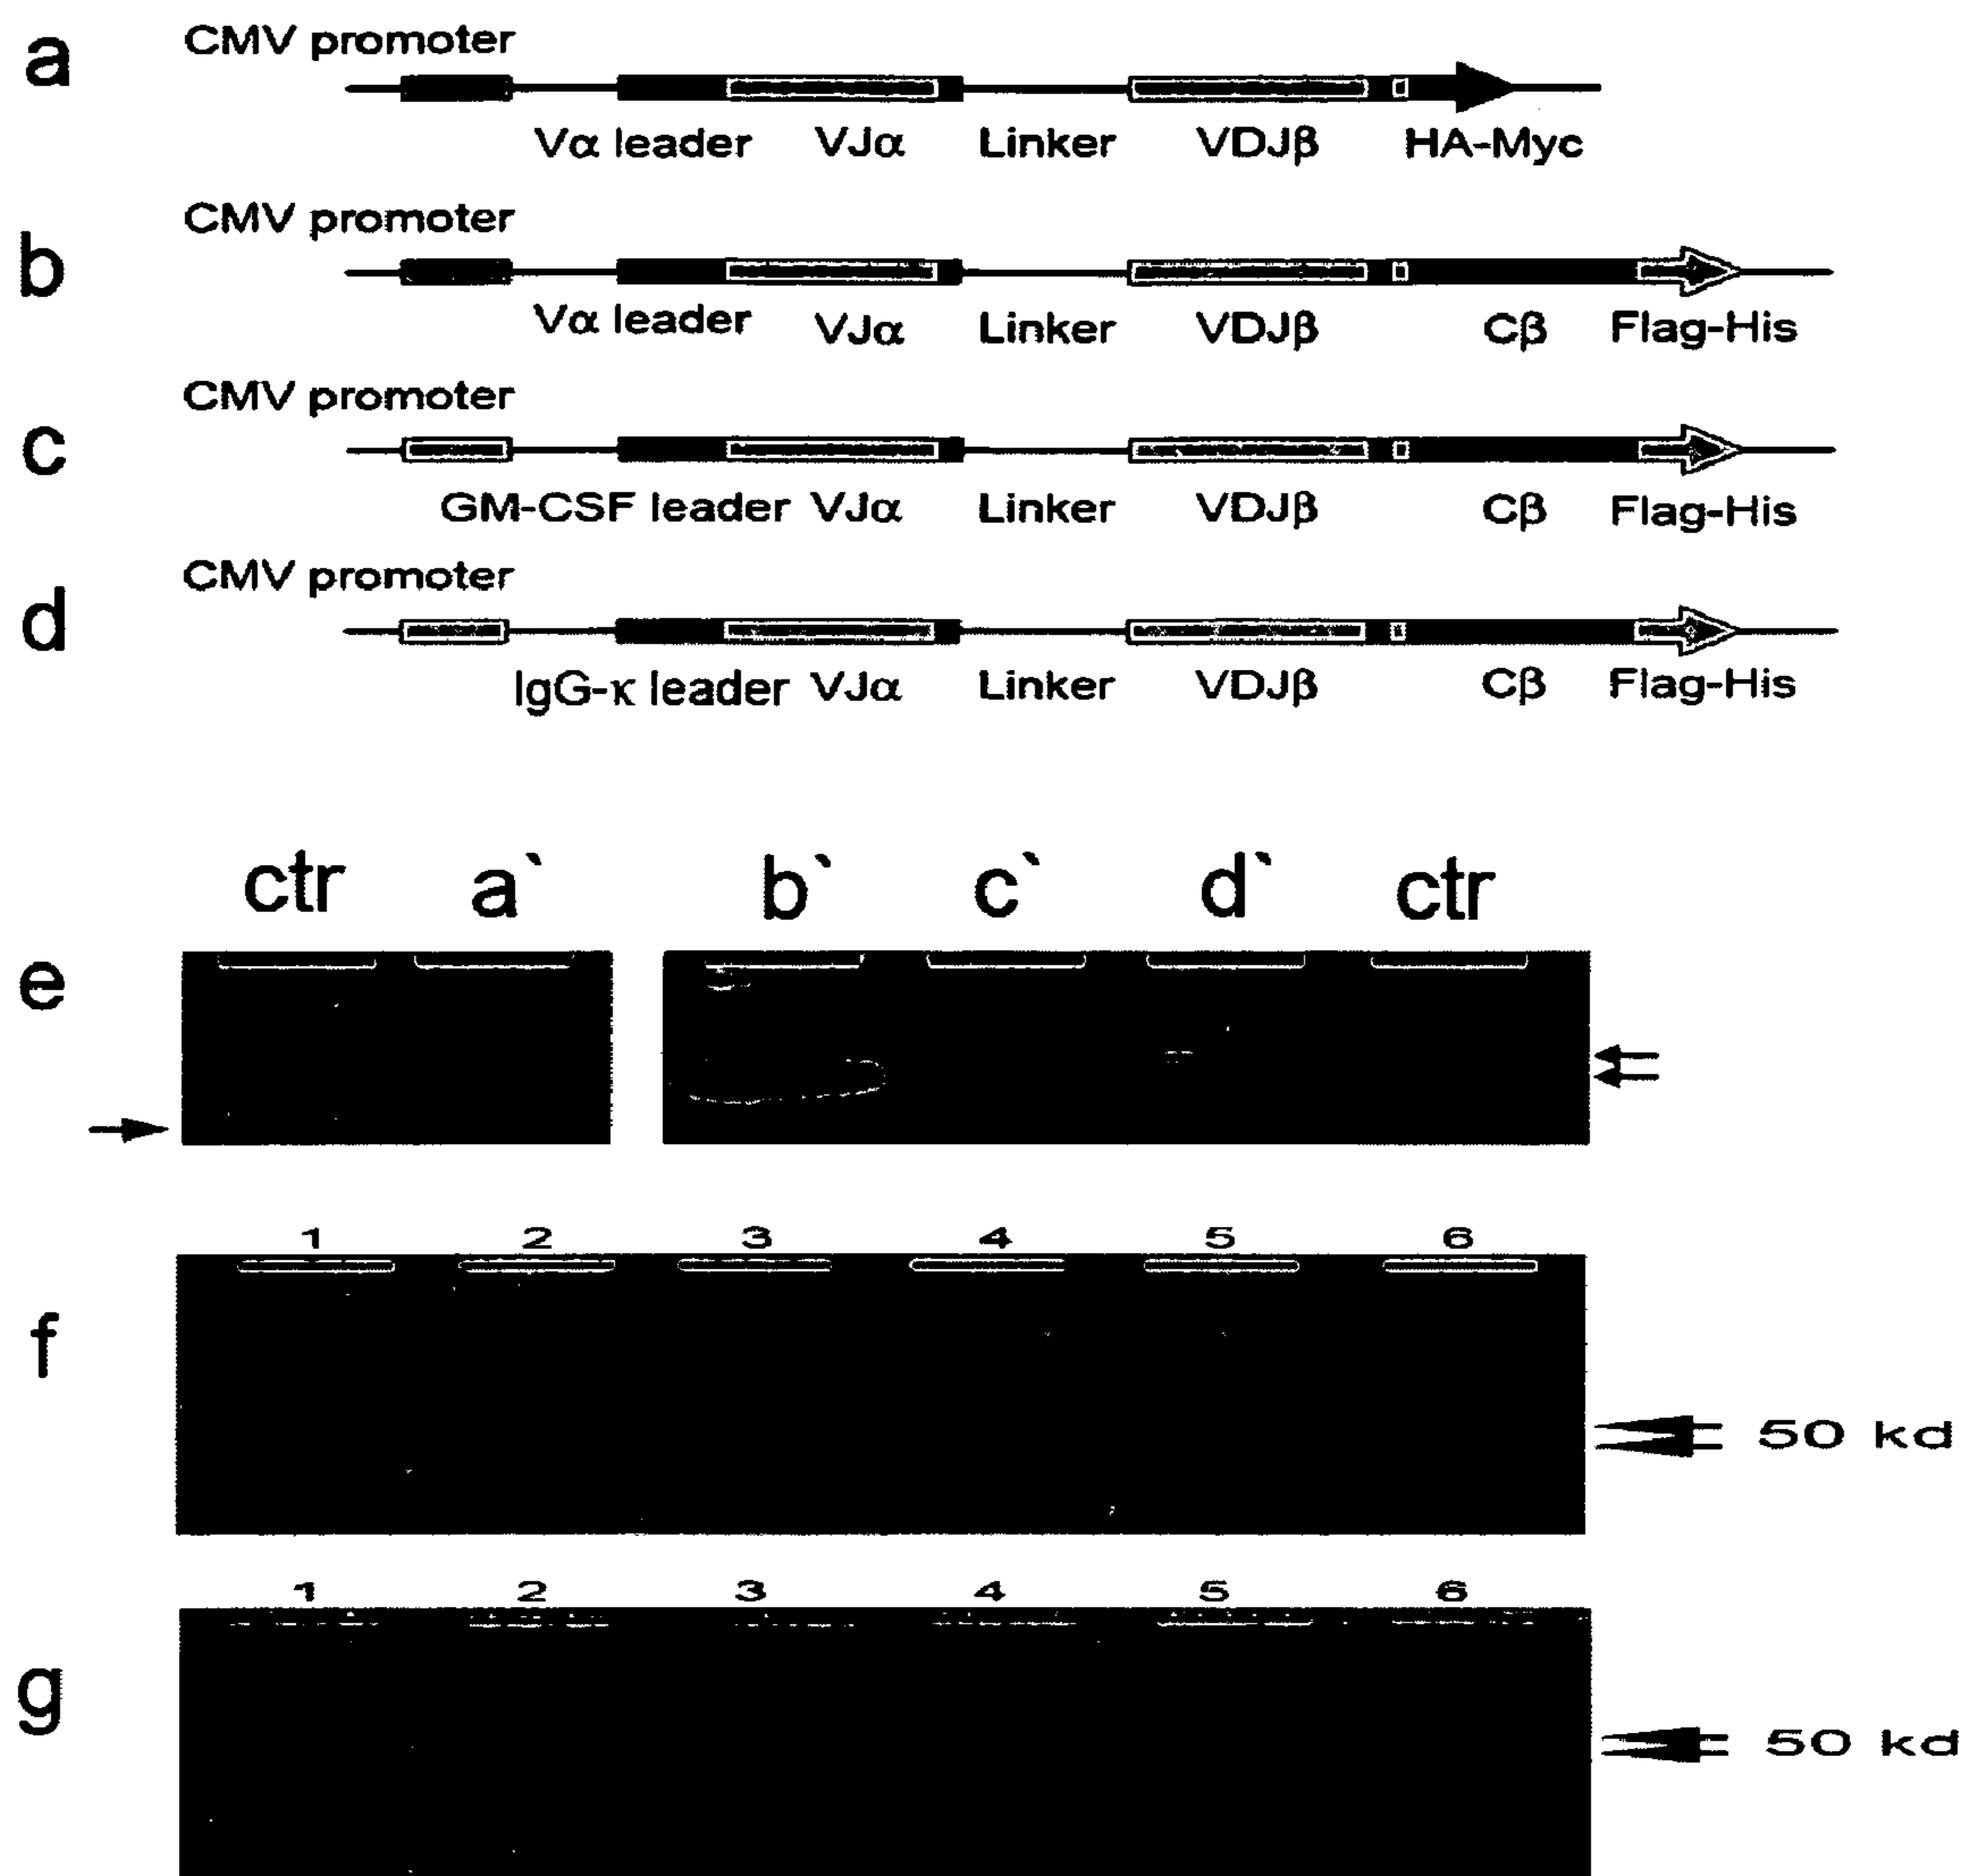 a
CMV promoter
Vα leader VJα Linker VDJβ HA-Myc
b
CMV promoter
Vα leader VJα Linker VDJβ Cβ Flag-His
c
CMV promoter
GM-CSF leader VJα Linker VDJβ Cβ Flag-His
d
CMV promoter
IgG-κ leader VJα Linker VDJβ Cβ Flag-His
ctr a` b` c` d` ctr
e
1 2 3 4 5 6
f
50 kd
1 2 3 4 5 6
g
50 kd